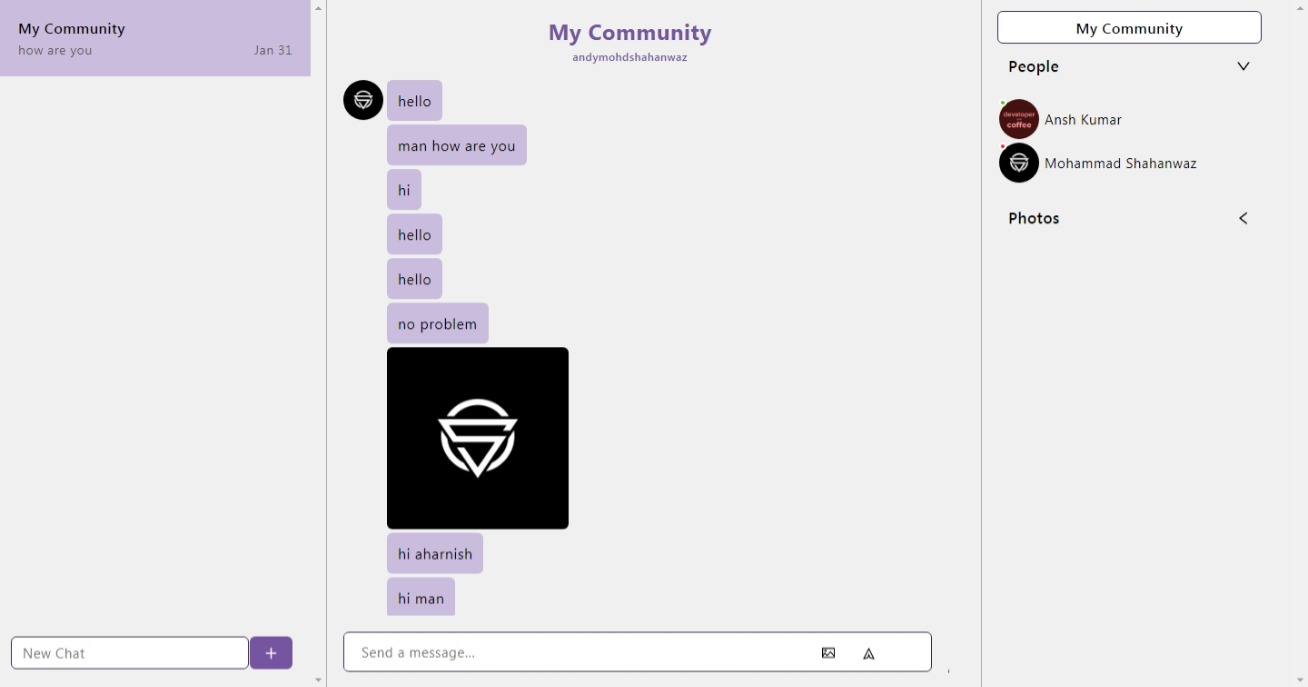 My Community
how are you
Jan 31
New Chat
+
My Community
andymohdshahanwaz
hello
man how are you
hi
hello
hello
no problem
hi aharnish
hi man
Send a message...
My Community
People
developer
coffee
Ansh Kumar
Mohammad Shahanwaz
Photos